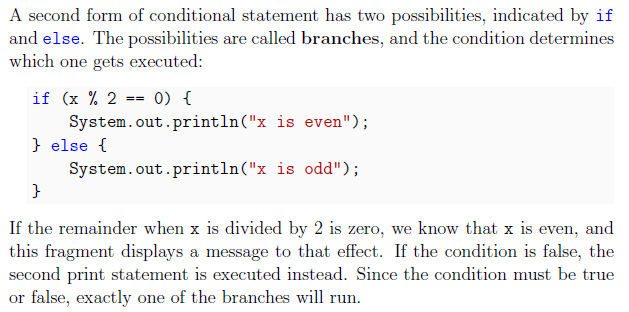 A second form of conditional statement has two possibilities, indicated by if
and else. The possibilities are called branches, and the condition determines
which one gets executed:
if (x % 2 == 0) {
    System.out.println("x is even");
} else {
    System.out.println("x is odd");
}
If the remainder when x is divided by 2 is zero, we know that x is even, and
this fragment displays a message to that effect. If the condition is false, the
second print statement is executed instead. Since the condition must be true
or false, exactly one of the branches will run.